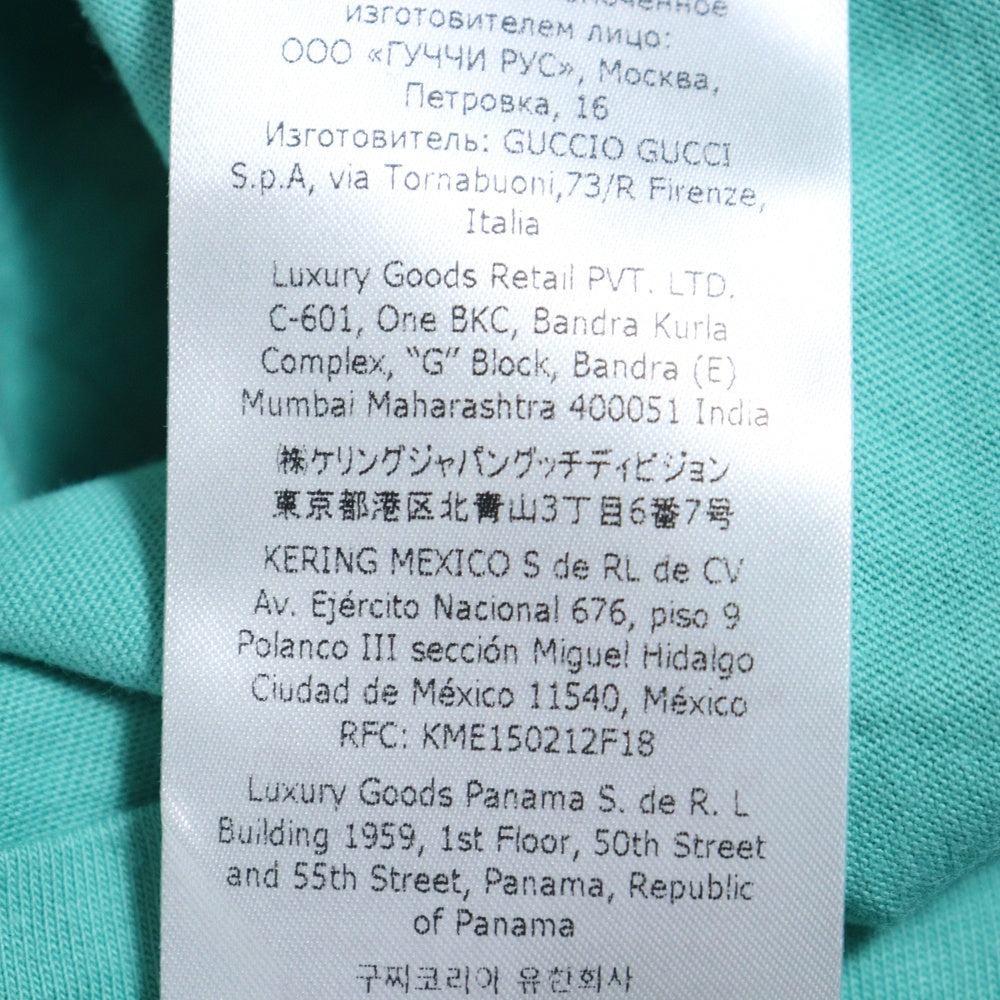 изготовителем лицо:
ООО «ГУЧЧИ РУС», Москва,
Петровка, 16
Изготовитель: GUCCIO GUCCI
S.p.A, via Tornabuoni,73/R Firenze,
Italia
Luxury Goods Retail PVT. LTD.
C-601, One BKC, Bandra Kurla
Complex, “G” Block, Bandra (E)
Mumbai Maharashtra 400051 India
㈱ケリングジャパングッチディビジョン
東京都港区北青山3丁目6番7号
KERING MEXICO S de RL de CV
Av. Ejército Nacional 676, piso 9
Polanco III sección Miguel Hidalgo
Ciudad de México 11540, México
RFC: KME150212F18
Luxury Goods Panama S. de R. L
Building 1959, 1st Floor, 50th Street
and 55th Street, Panama, Republic
of Panama
구찌코리아 유한회사